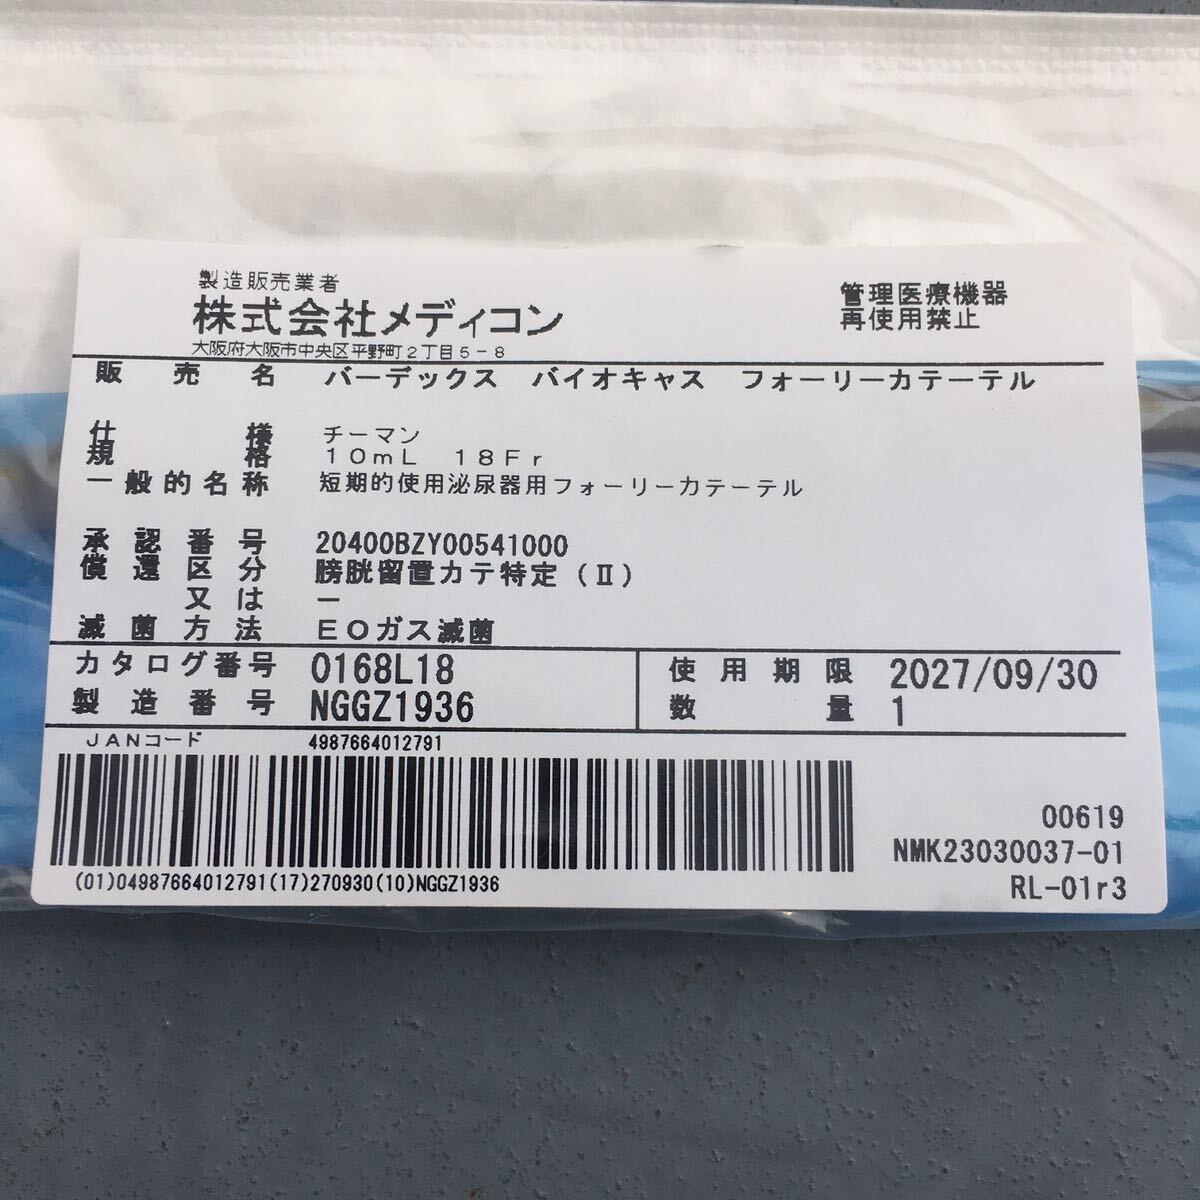 製造販売業者
株式会社メディコン
大阪府大阪市中央区平野町2丁目5-8
管理医療機器
再使用禁止
販売名 バーデックス バイオキャス フォーリーカテーテル
仕様 チーマン
規格 10mL 18Fr
一般的名称 短期的使用泌尿器用フォーリーカテーテル
承認番号 20400BZY00541000
償還区分 膀胱留置カテ特定(Ⅱ)
又は ー
滅菌方法 EOガス滅菌
カタログ番号 0168L18
製造番号 NGGZ1936
使用期限 2027/09/30
数量 1
JANコード 4987664012791
(01)04987664012791(17)270930(10)NGGZ1936
00619
NMK23030037-01
RL-01r3